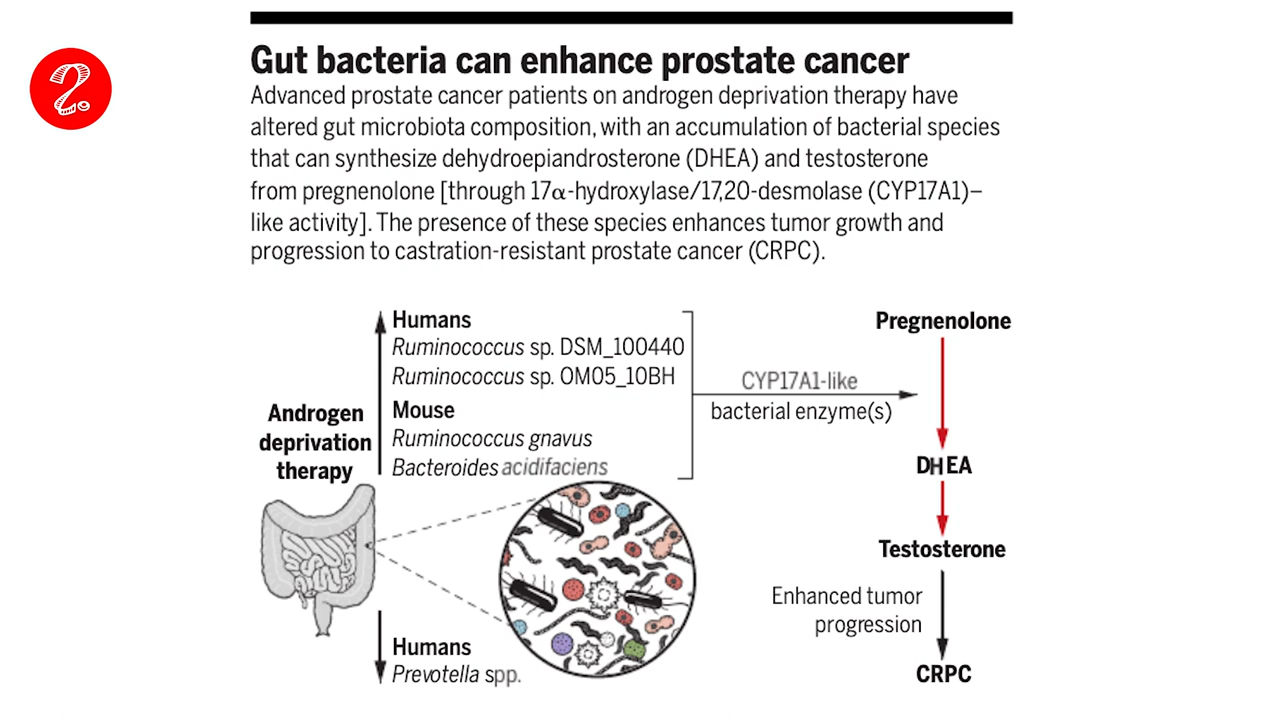 2.
Gut bacteria can enhance prostate cancer
Advanced prostate cancer patients on androgen deprivation therapy have
altered gut microbiota composition, with an accumulation of bacterial species
that can synthesize dehydroepiandrosterone (DHEA) and testosterone
from pregnenolone [through 17α-hydroxylase/17,20-desmolase (CYP17A1)–
like activity]. The presence of these species enhances tumor growth and
progression to castration-resistant prostate cancer (CRPC).
Androgen
deprivation
therapy
Humans
Ruminococcus sp. DSM_100440
Ruminococcus sp. OM05_10BH
Mouse
Ruminococcus gnavus
Bacteroides acidifaciens
Humans
Prevotella spp.
CYP17A1-like
bacterial enzyme(s)
Pregnenolone
DHEA
Testosterone
Enhanced tumor
progression
CRPC